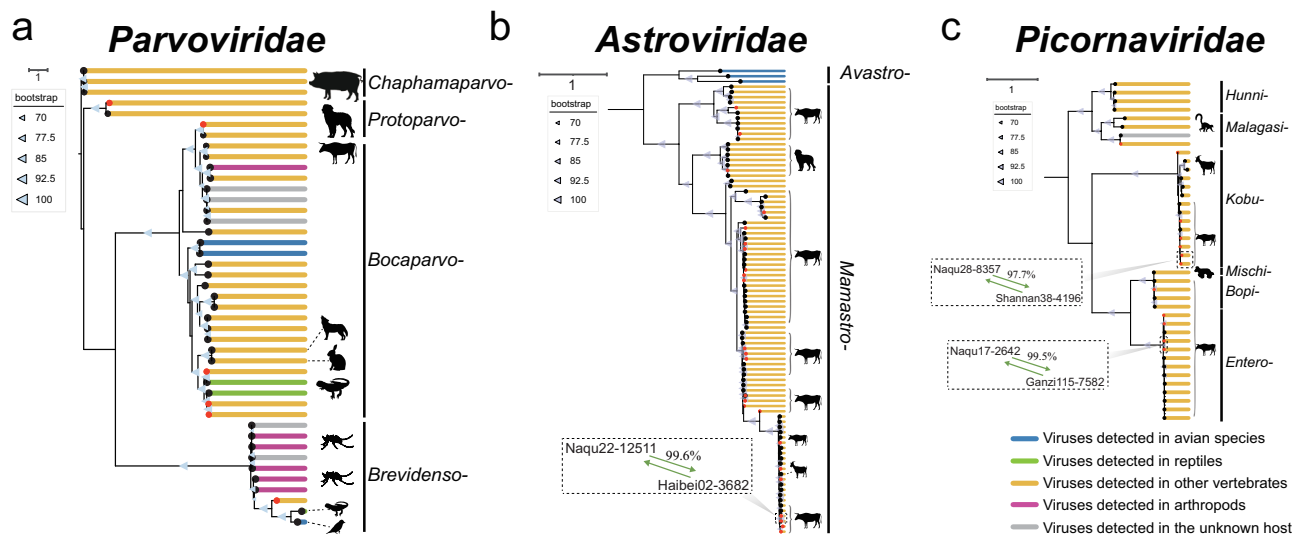 a
Parvoviridae
1
bootstrap
70
77.5
85
92.5
100
Chaphamaparvo-
Protoparvo-
Bocaparvo-
Brevidenso-
b
Astroviridae
1
bootstrap
70
77.5
85
92.5
100
Avastro-
Mamastro-
Naqu22-12511
99.6%
Haibei02-3682
c
Picornaviridae
1
bootstrap
70
77.5
85
92.5
100
Hunni-
Malagasi-
Kobu-
Mischi-
Bopi-
Entero-
Naqu28-8357
97.7%
Shannan38-4196
Naqu17-2642
99.5%
Ganzi115-7582
Viruses detected in avian species
Viruses detected in reptiles
Viruses detected in other vertebrates
Viruses detected in arthropods
Viruses detected in the unknown host